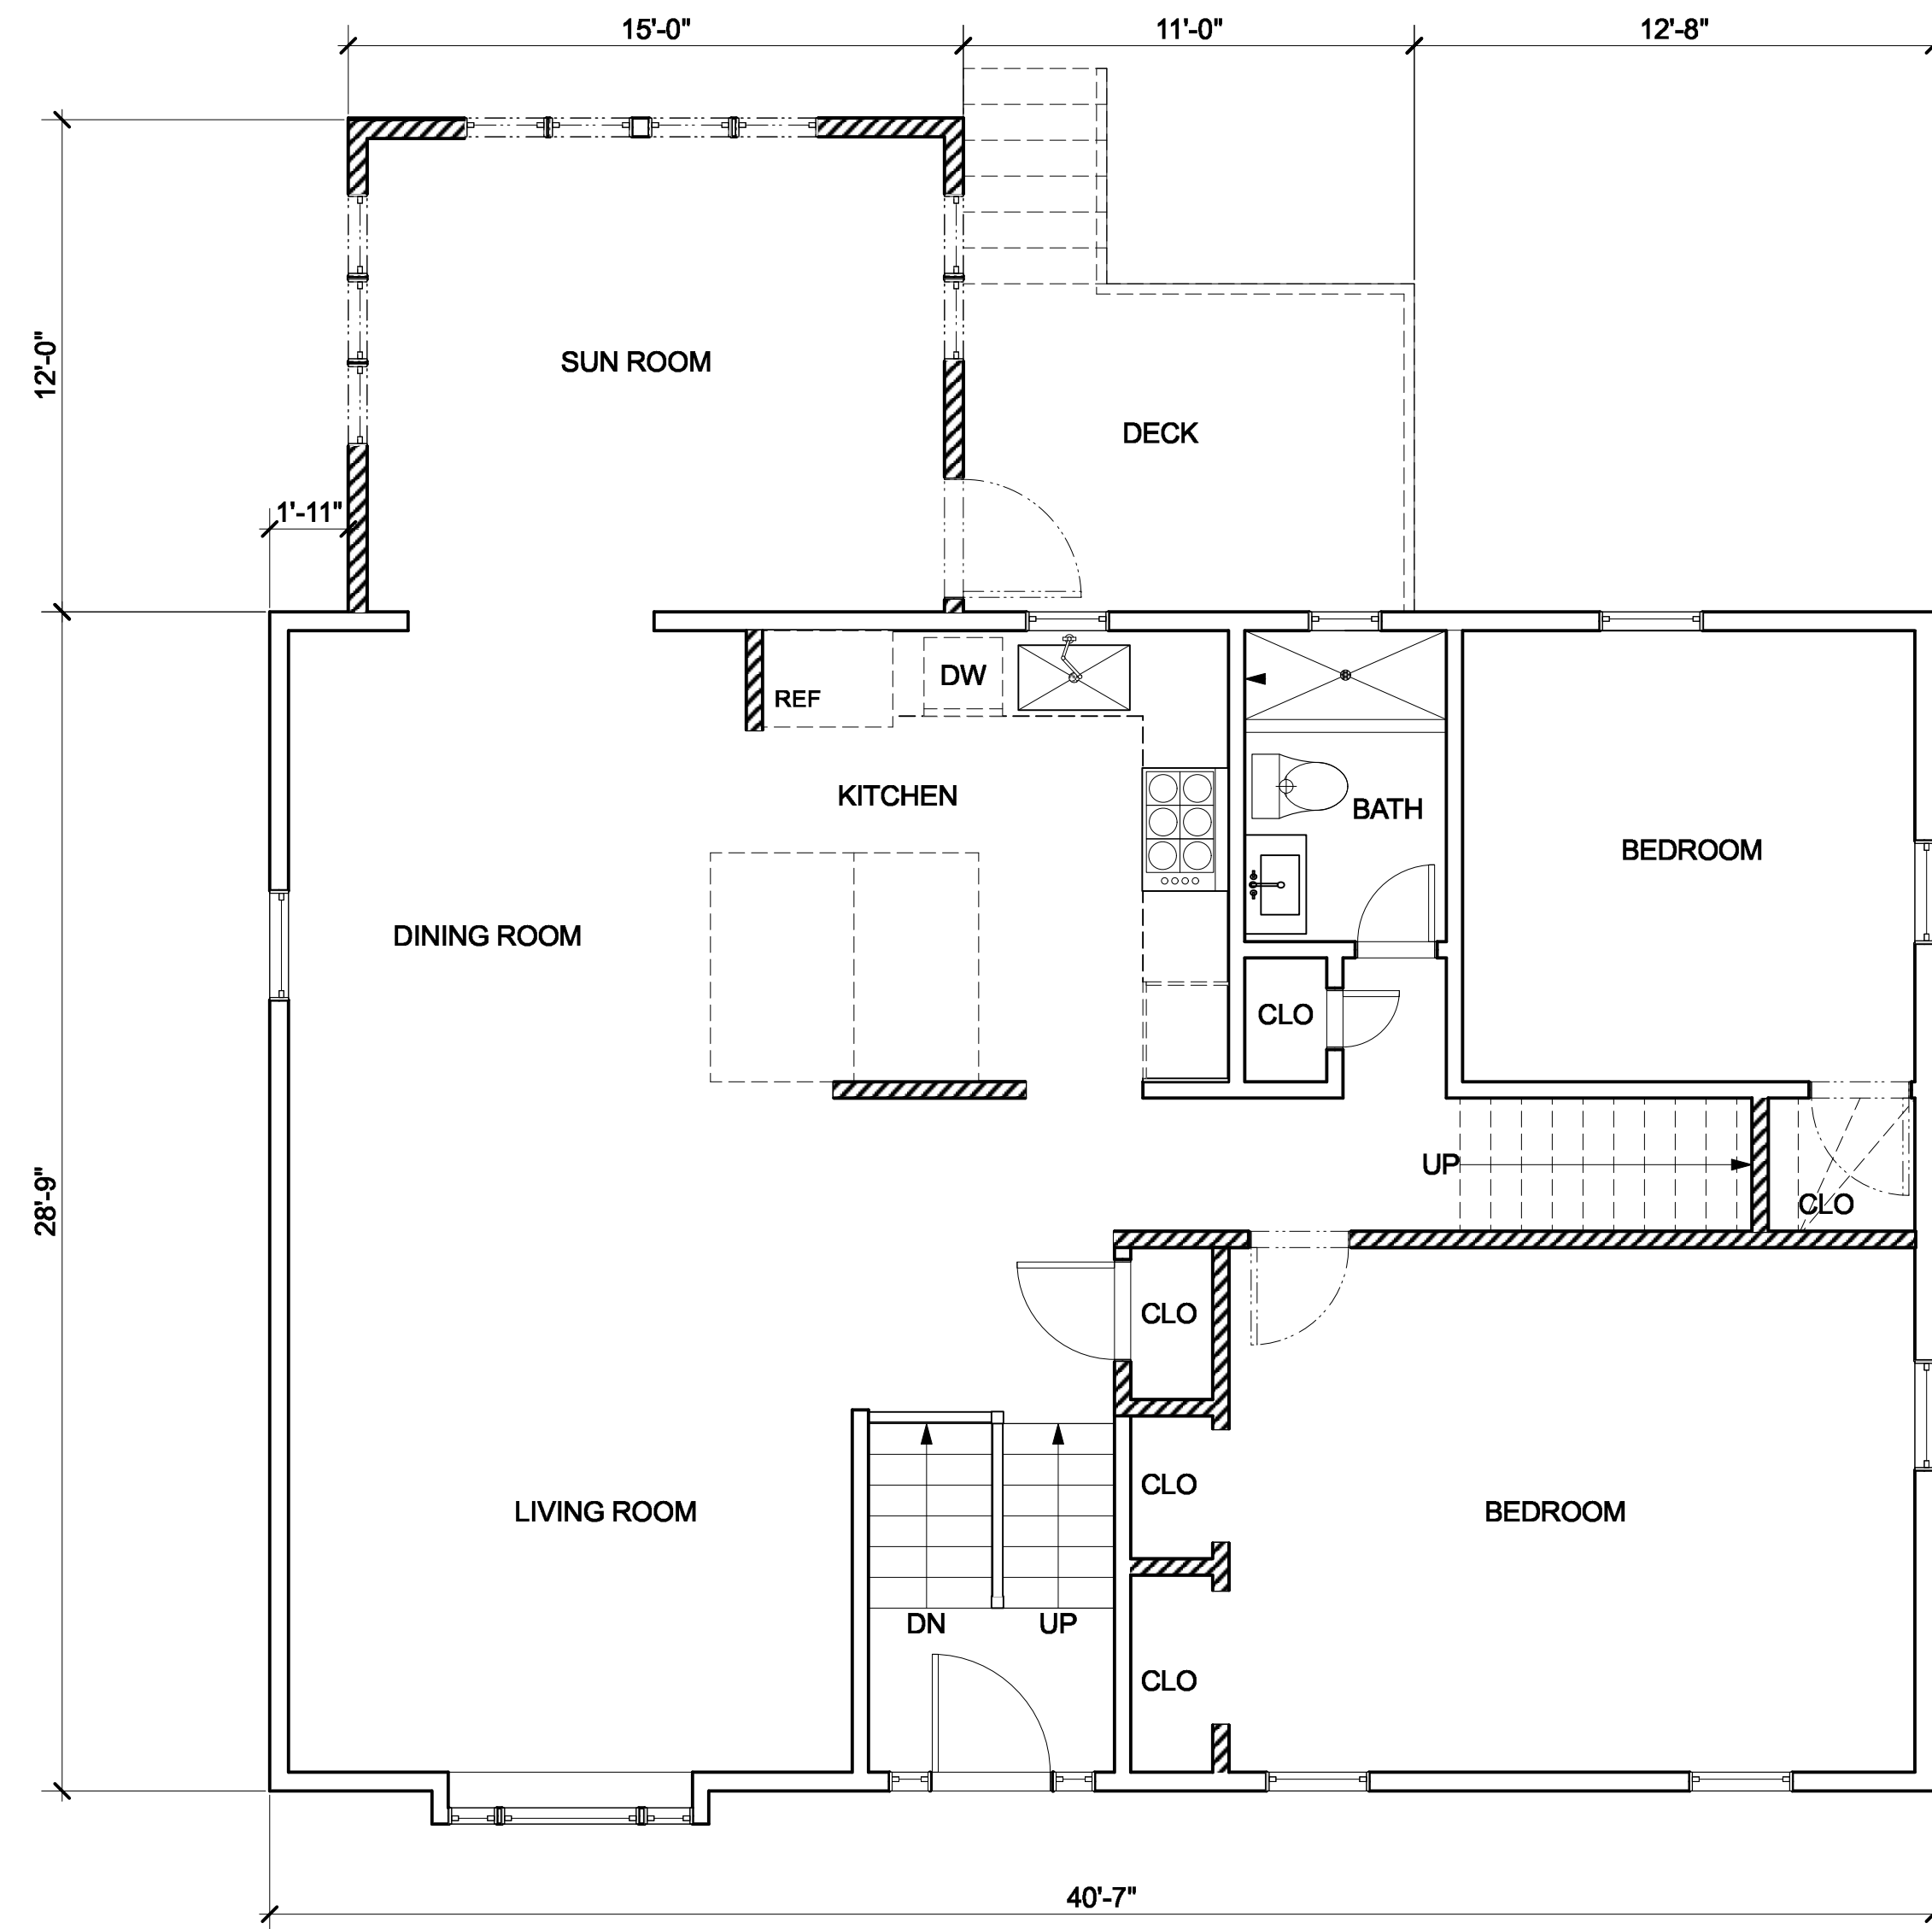 15'-0"
11'-0"
12'-8"
12'-0"
SUN ROOM
DECK
1'-11"
REF
DW
KITCHEN
BATH
BEDROOM
DINING ROOM
CLO
UP
CLO
28'-9"
CLO
CLO
LIVING ROOM
BEDROOM
DN
UP
CLO
40'-7"